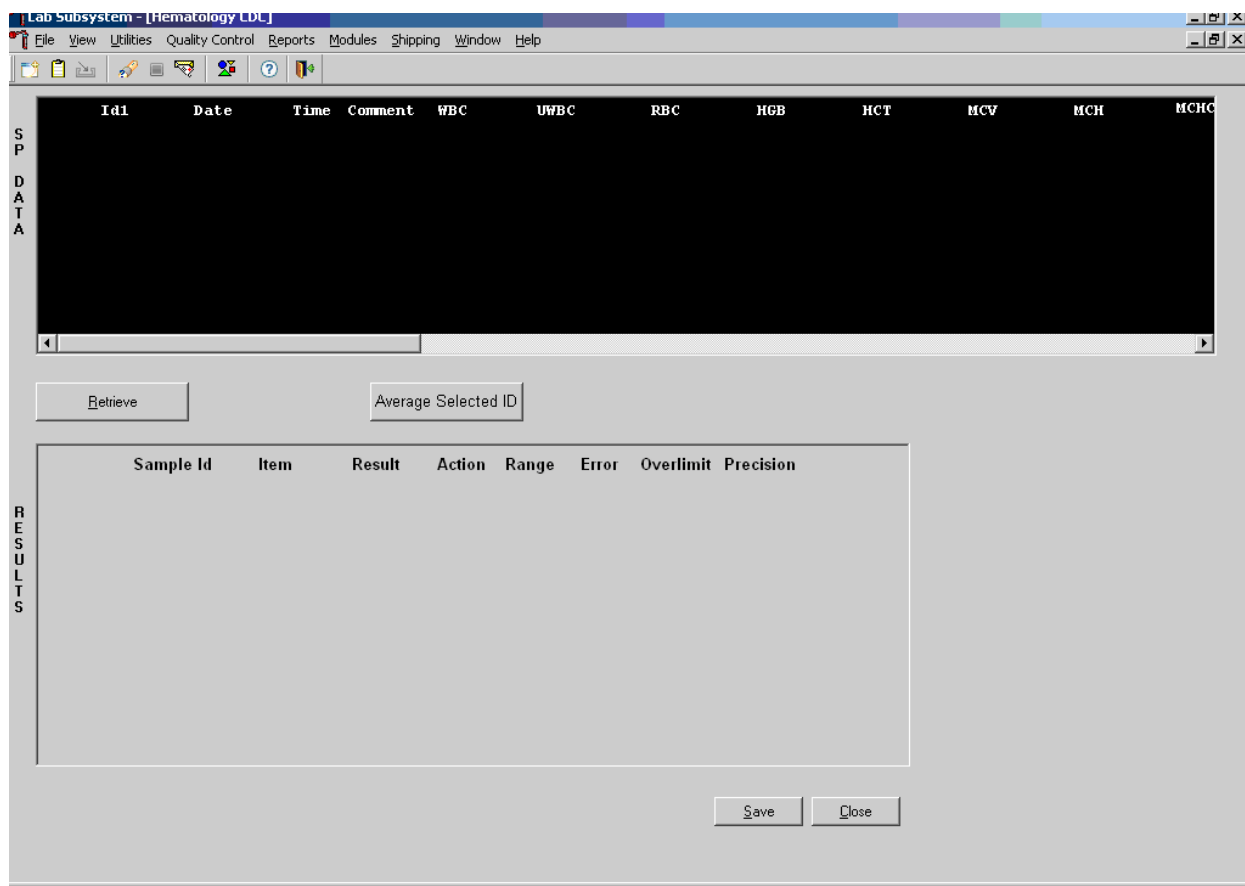 Lab Subsystem - [Hematology CDC]
File View Utilities Quality Control Reports Modules Shipping Window Help
Id1 Date Time Comment WBC UWBC RBC HGB HCT MCV MCH MCHC
SP DATA
Retrieve Average Selected ID
Sample Id Item Result Action Range Error Overlimit Precision
RESULTS
Save Close